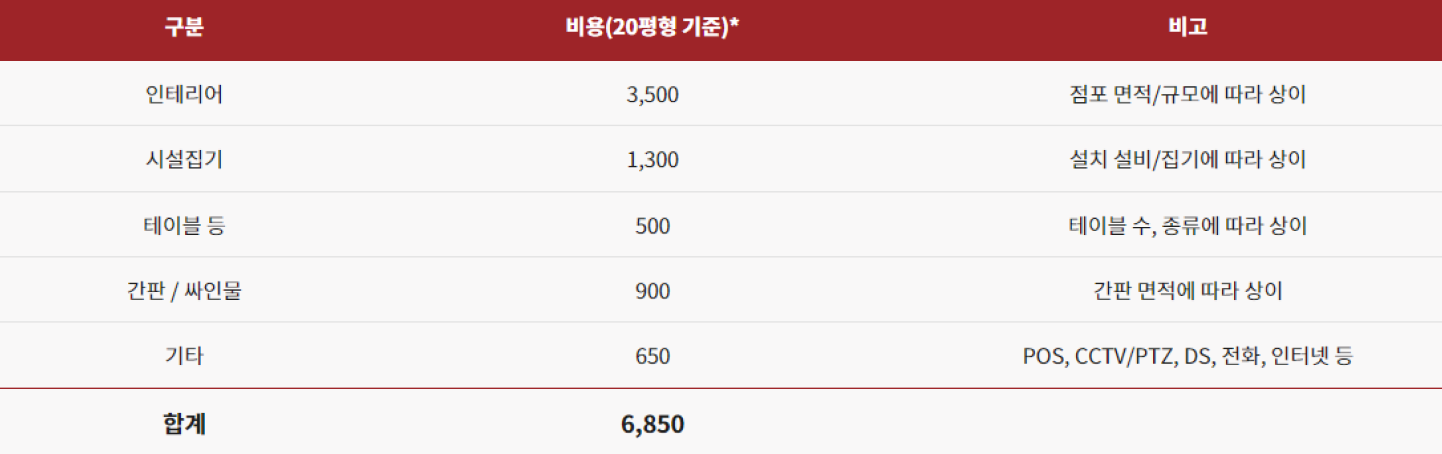 구분 비용(20평형 기준)* 비고
인테리어 3,500 점포 면적/규모에 따라 상이
시설집기 1,300 설치 설비/집기에 따라 상이
테이블 등 500 테이블 수, 종류에 따라 상이
간판 / 싸인물 900 간판 면적에 따라 상이
기타 650 POS, CCTV/PTZ, DS, 전화, 인터넷 등
합계 6,850